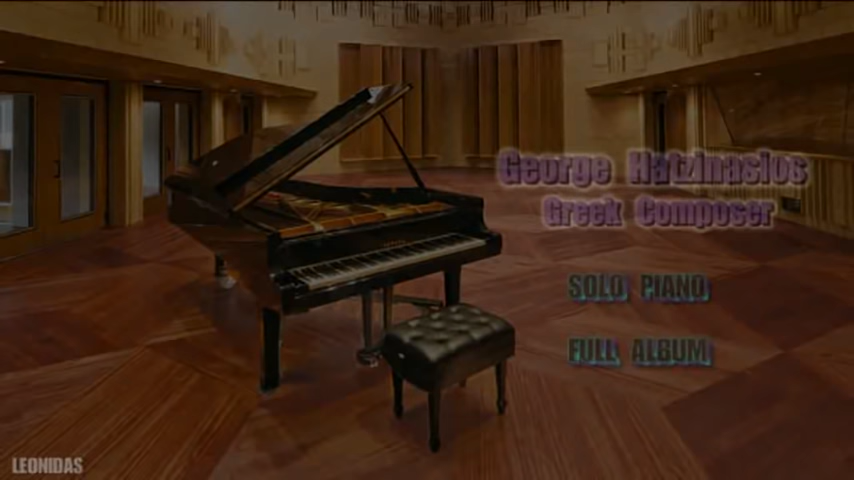 George Hatzinasios
Greek Composer
SOLO PIANO
FULL ALBUM
LEONIDAS